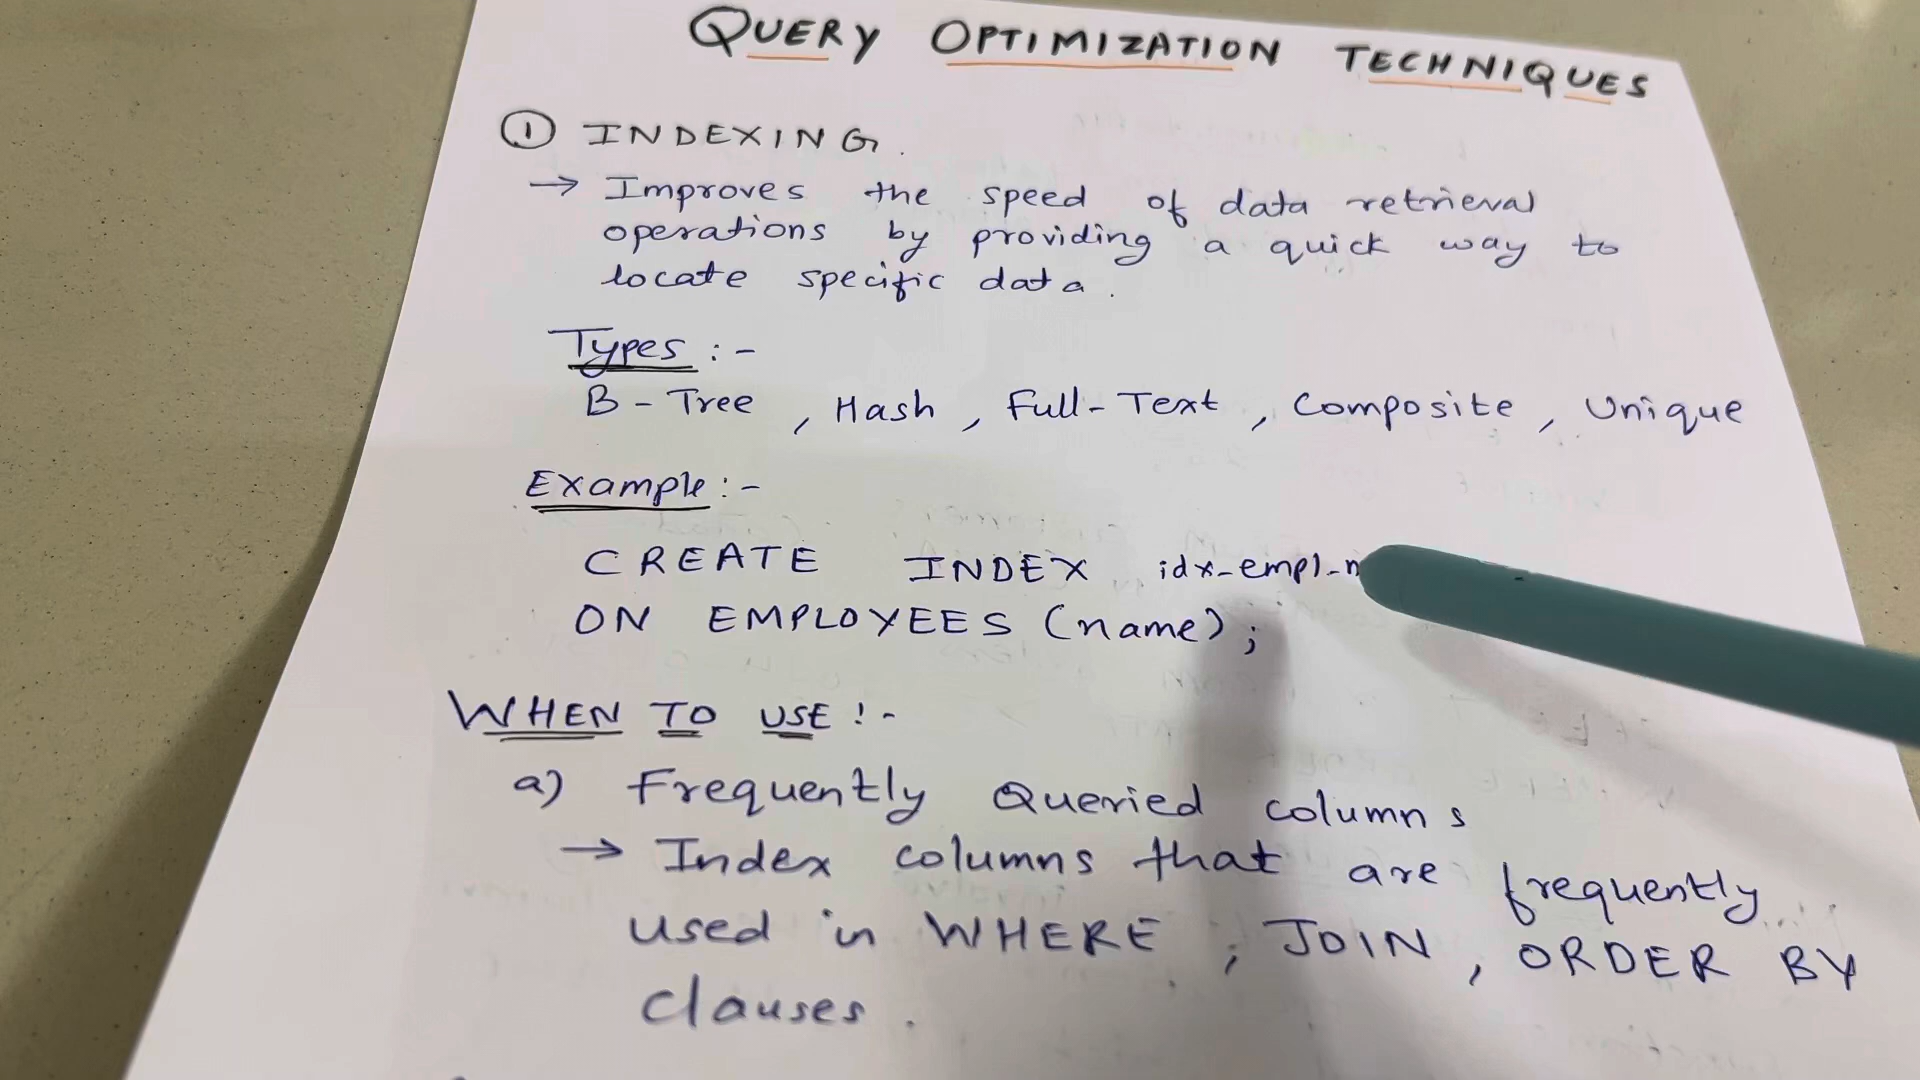 QUERY OPTIMIZATION TECHNIQUES
① INDEXING.
→ Improves the speed of data retrieval
operations by providing a quick way to
locate specific data.
Types :-
B-Tree, Hash, Full-Text, Composite, Unique
Example :-
CREATE INDEX
ON EMPLOYEES (name);
WHEN TO USE :-
a) Frequently Queried columns
→ Index columns that are frequently
used in WHERE, JOIN, ORDER BY
clauses.